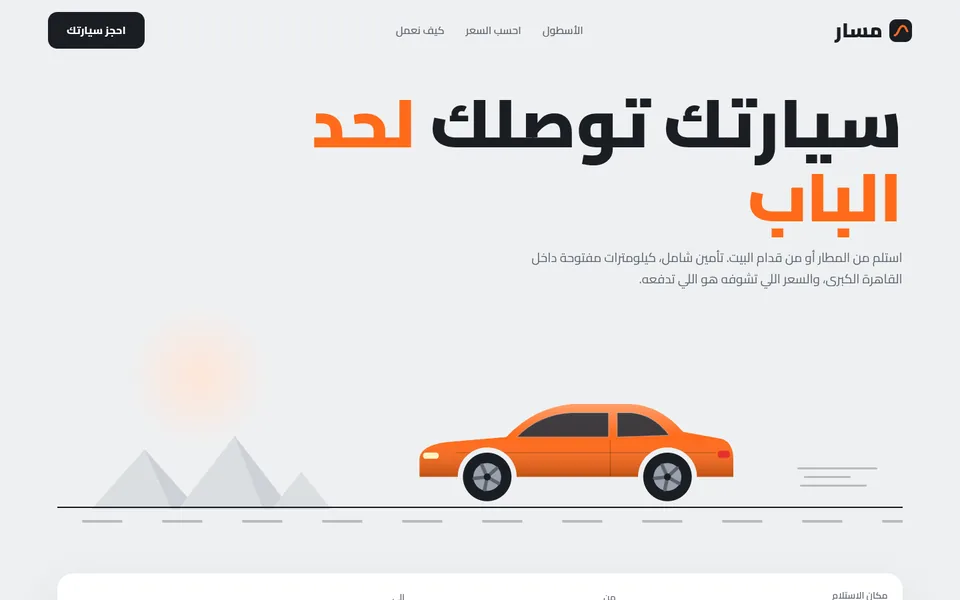 مسار
الأسطول
احسب السعر
كيف نعمل
احجز سيارتك
سيارتك توصلك لحد
الباب
استلم من المطار أو من قدام البيت. تأمين شامل، كيلومترات مفتوحة داخل
القاهرة الكبرى، والسعر اللي تشوفه هو اللي تدفعه.
مكان الاستلام
من
إلى